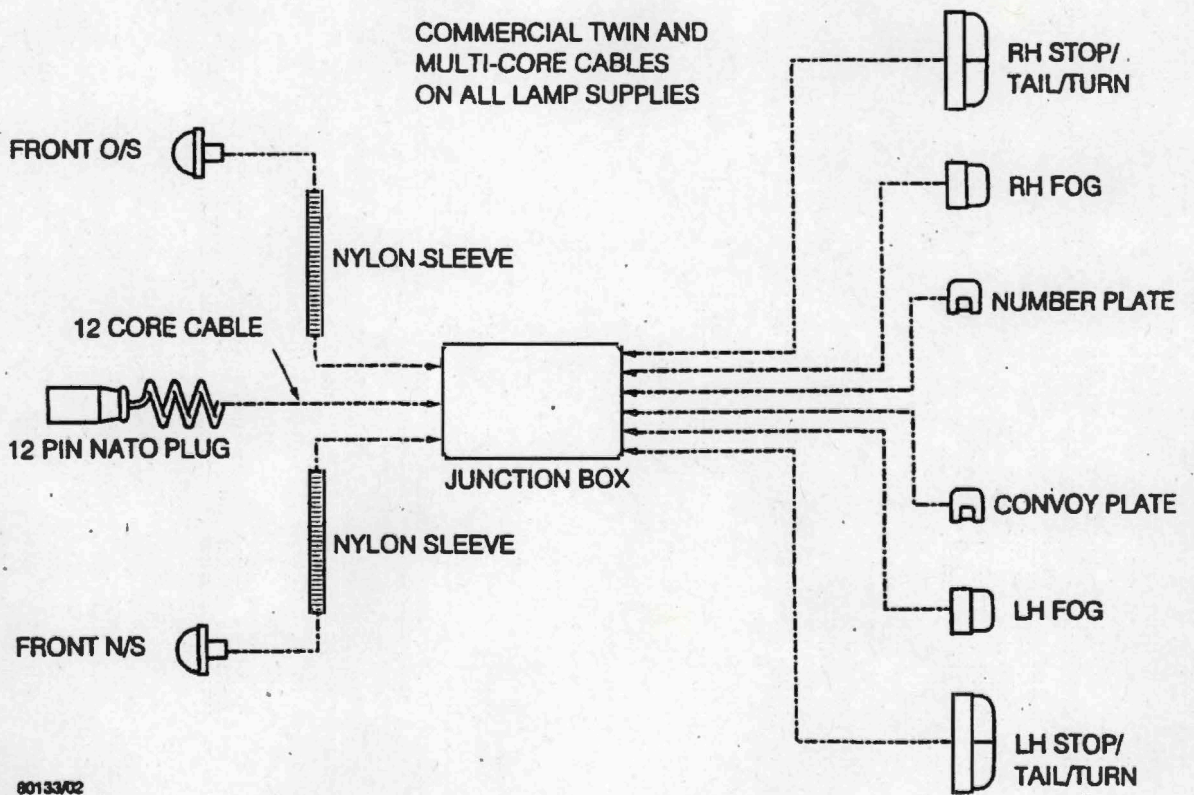 COMMERCIAL TWIN AND
MULTI-CORE CABLES
ON ALL LAMP SUPPLIES
RH STOP/
TAIL/TURN
FRONT O/S
RH FOG
NYLON SLEEVE
NUMBER PLATE
12 CORE CABLE
12 PIN NATO PLUG
JUNCTION BOX
CONVOY PLATE
NYLON SLEEVE
LH FOG
FRONT N/S
LH STOP/
TAIL/TURN
80133/02